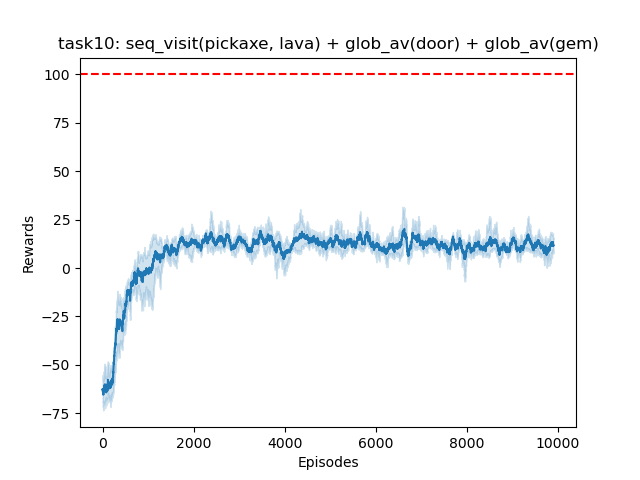 task10: seq_visit(pickaxe, lava) + glob_av(door) + glob_av(gem)
100
75
50
25
0
−25
−50
−75
Rewards
0 2000 4000 6000 8000 10000
Episodes